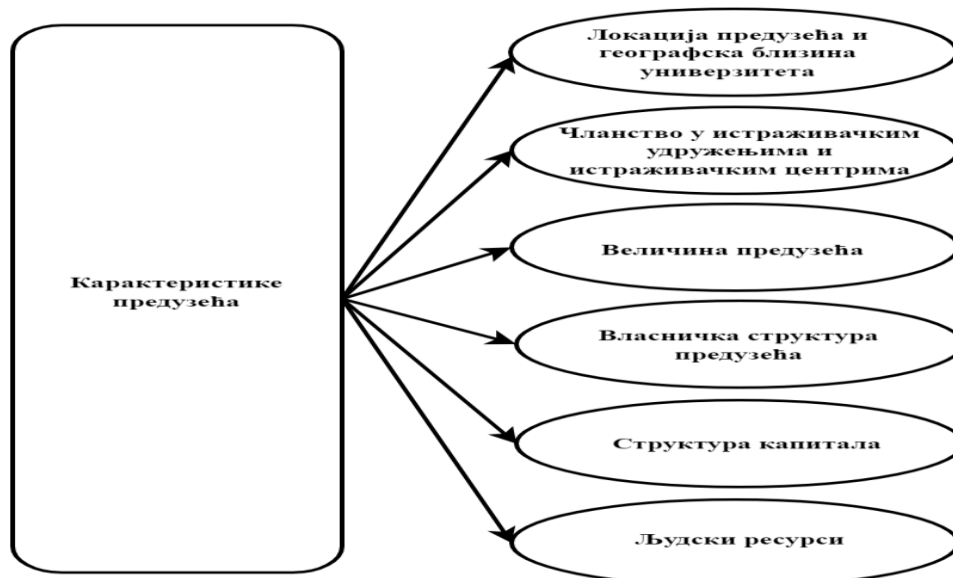 Карактеристике
предузећа
Локација предузећа и
географска близина
универзитета
Чланство у истраживачким
удружењима и
истраживачким центрима
Величина предузећа
Власничка структура
предузећа
Структура капитала
Људски ресурси